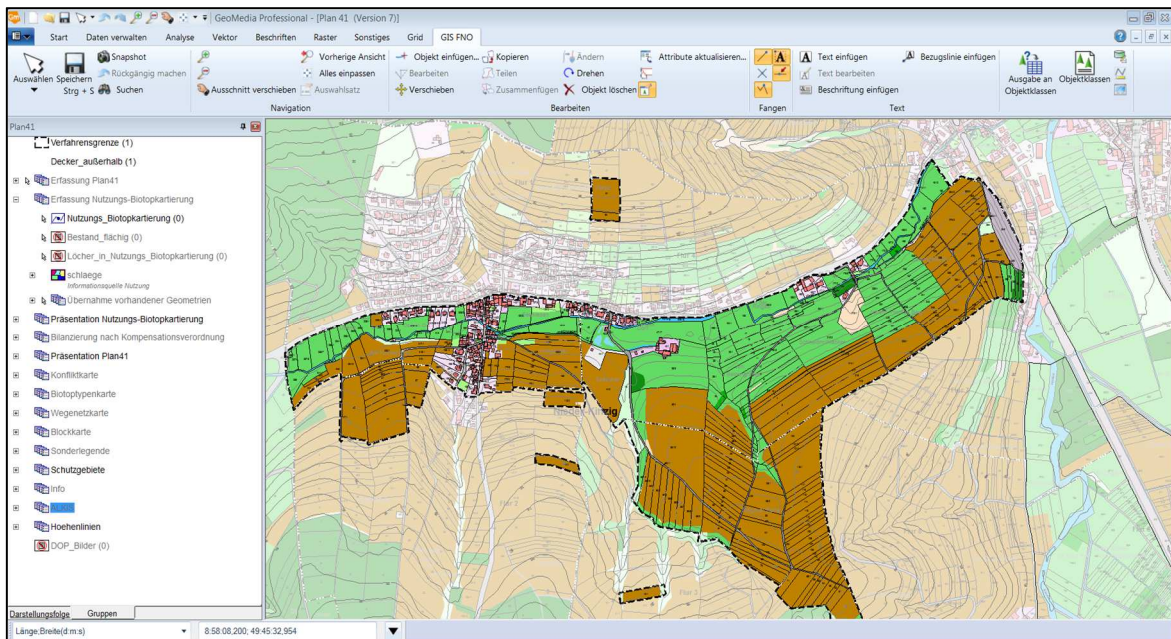 GeoMedia Professional - [Plan 41 (Version 7)]
Start Daten verwalten Analyse Vektor Beschriften Raster Sonstiges Grid GIS FNO
Auswählen
Speichern
Strg + S
Snapshot
Rückgängig machen
Suchen
Ausschnitt verschieben
Vorherige Ansicht
Alles einpassen
Auswahlsatz
Navigation
Objekt einfügen...
Bearbeiten
Verschieben
Kopieren
Teilen
Zusammenfügen
Ändern
Drehen
Objekt löschen
Attribute aktualisieren...
Bearbeiten
Fangen
Text einfügen
Text bearbeiten
Beschriftung einfügen
Bezugslinie einfügen
Text
Ausgabe an
Objektklassen
Objektklassen
Plan41
Verfahrensgrenze (1)
Decker_außerhalb (1)
Erfassung Plan41
Erfassung Nutzungs-Biotopkartierung
Nutzungs_Biotopkartierung (0)
Bestand_flächig (0)
Löcher_in_Nutzungs_Biotopkartierung (0)
schlaege
Informationsquelle Nutzung
Übernahme vorhandener Geometrien
Präsentation Nutzungs-Biotopkartierung
Bilanzierung nach Kompensationsverordnung
Präsentation Plan41
Konfliktkarte
Biotoptypenkarte
Wegenetzkarte
Blockkarte
Sonderlegende
Schutzgebiete
Info
ALKIS
Hoehenlinien
DOP_Bilder (0)
Darstellungsfolge Gruppen
Länge;Breite(d:m:s) 8:58:08,200; 49:45:32,954